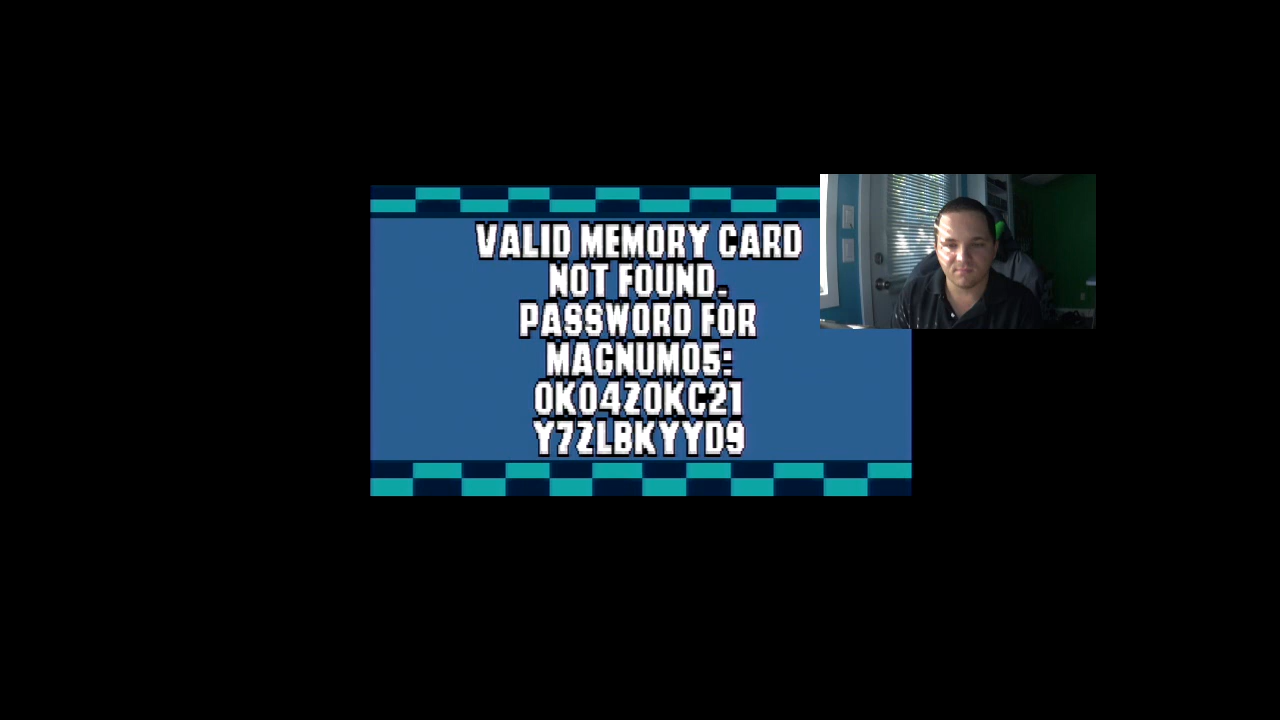 VALID MEMORY CARD
NOT FOUND.
PASSWORD FOR
MAGNUM05:
0K04Z0KC21
Y7ZLBKYYD9